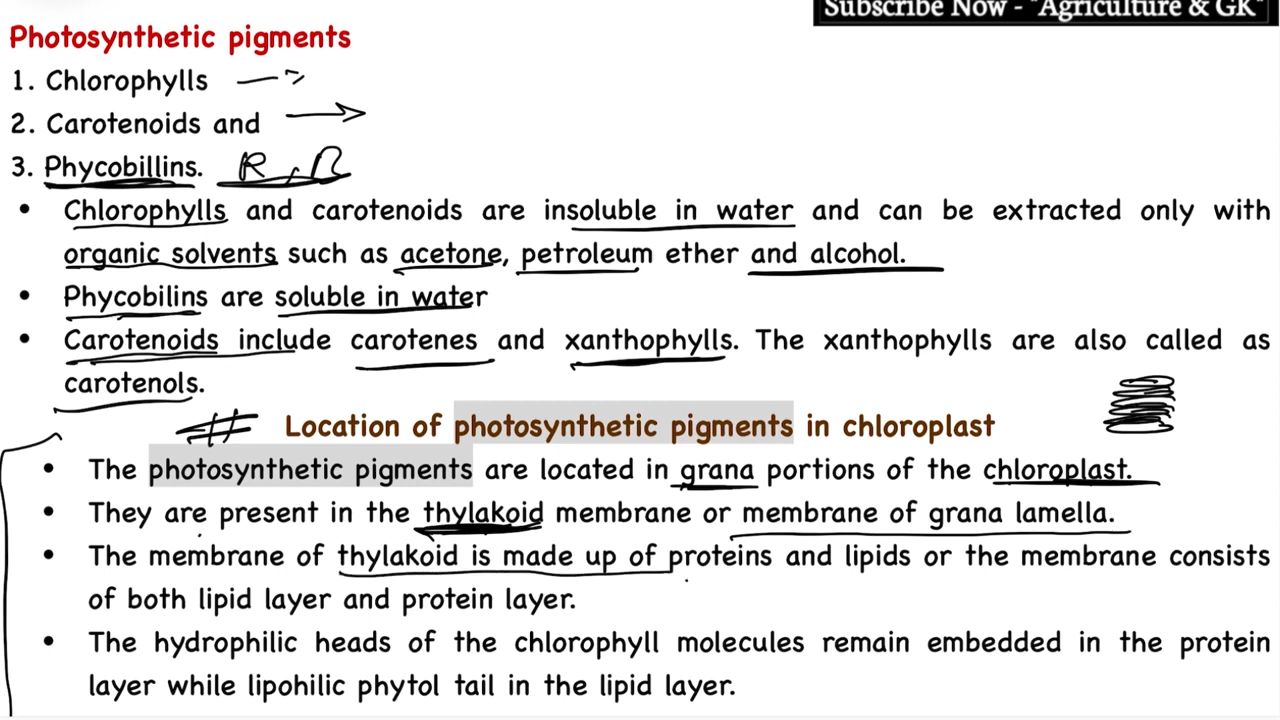 Subscribe Now - "Agriculture & GK"
Photosynthetic pigments
1. Chlorophylls
2. Carotenoids and
3. Phycobillins. R,
• Chlorophylls and carotenoids are insoluble in water and can be extracted only with
organic solvents such as acetone, petroleum ether and alcohol.
• Phycobilins are soluble in water
• Carotenoids include carotenes and xanthophylls. The xanthophylls are also called as
carotenols.
# Location of photosynthetic pigments in chloroplast
• The photosynthetic pigments are located in grana portions of the chloroplast.
• They are present in the thylakoid membrane or membrane of grana lamella.
• The membrane of thylakoid is made up of proteins and lipids or the membrane consists
of both lipid layer and protein layer.
• The hydrophilic heads of the chlorophyll molecules remain embedded in the protein
layer while lipohilic phytol tail in the lipid layer.